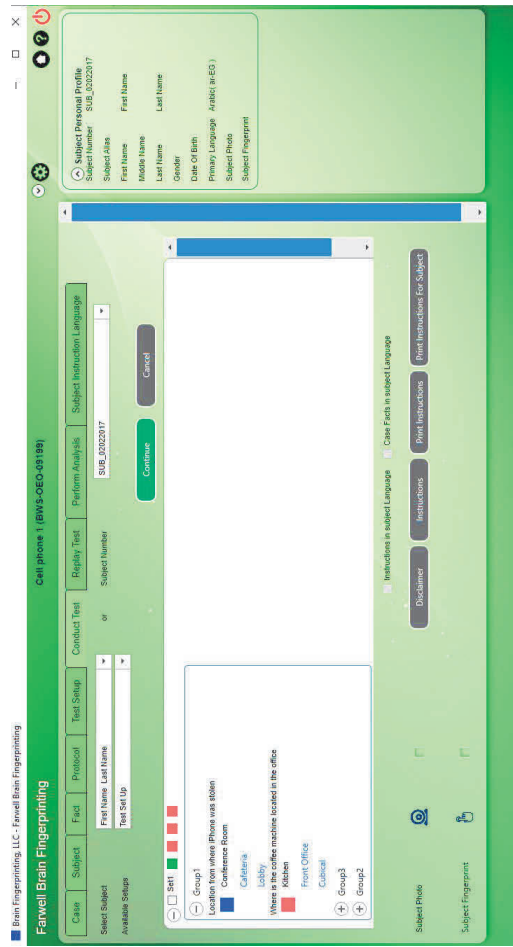 Brain Fingerprinting, LLC - Farwell Brain Fingerprinting
Farwell Brain Fingerprinting
Cell phone 1 (BWS-OEO-09199)
Case
Subject
Fact
Protocol
Test Setup
Conduct Test
Replay Test
Perform Analysis
Subject Instruction Language
Select Subject
First Name Last Name
or
Subject Number
SUB_02022017
Available Setups
Test Set Up
Continue
Cancel
Set1
Group1
Location from where iPhone was stolen
Conference Room
Cafeteria
Lobby
Where is the coffee machine located in the office
Kitchen
Front Office
Cubical
Group3
Group2
Instructions in subject Language
Case Facts in subject Language
Subject Photo
Subject Fingerprint
Disclaimer
Instructions
Print Instructions
Print Instructions For Subject
Subject Personal Profile
Subject Number SUB_02022017
Subject Alias
First Name First Name
Middle Name
Last Name Last Name
Gender
Date Of Birth
Primary Language Arabic( ar-EG )
Subject Photo
Subject Fingerprint